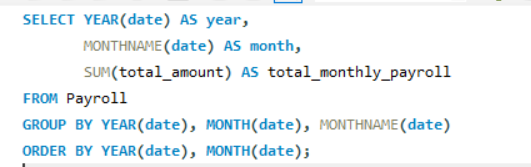 SELECT YEAR(date) AS year,
       MONTHNAME(date) AS month,
       SUM(total_amount) AS total_monthly_payroll
FROM Payroll
GROUP BY YEAR(date), MONTH(date), MONTHNAME(date)
ORDER BY YEAR(date), MONTH(date);